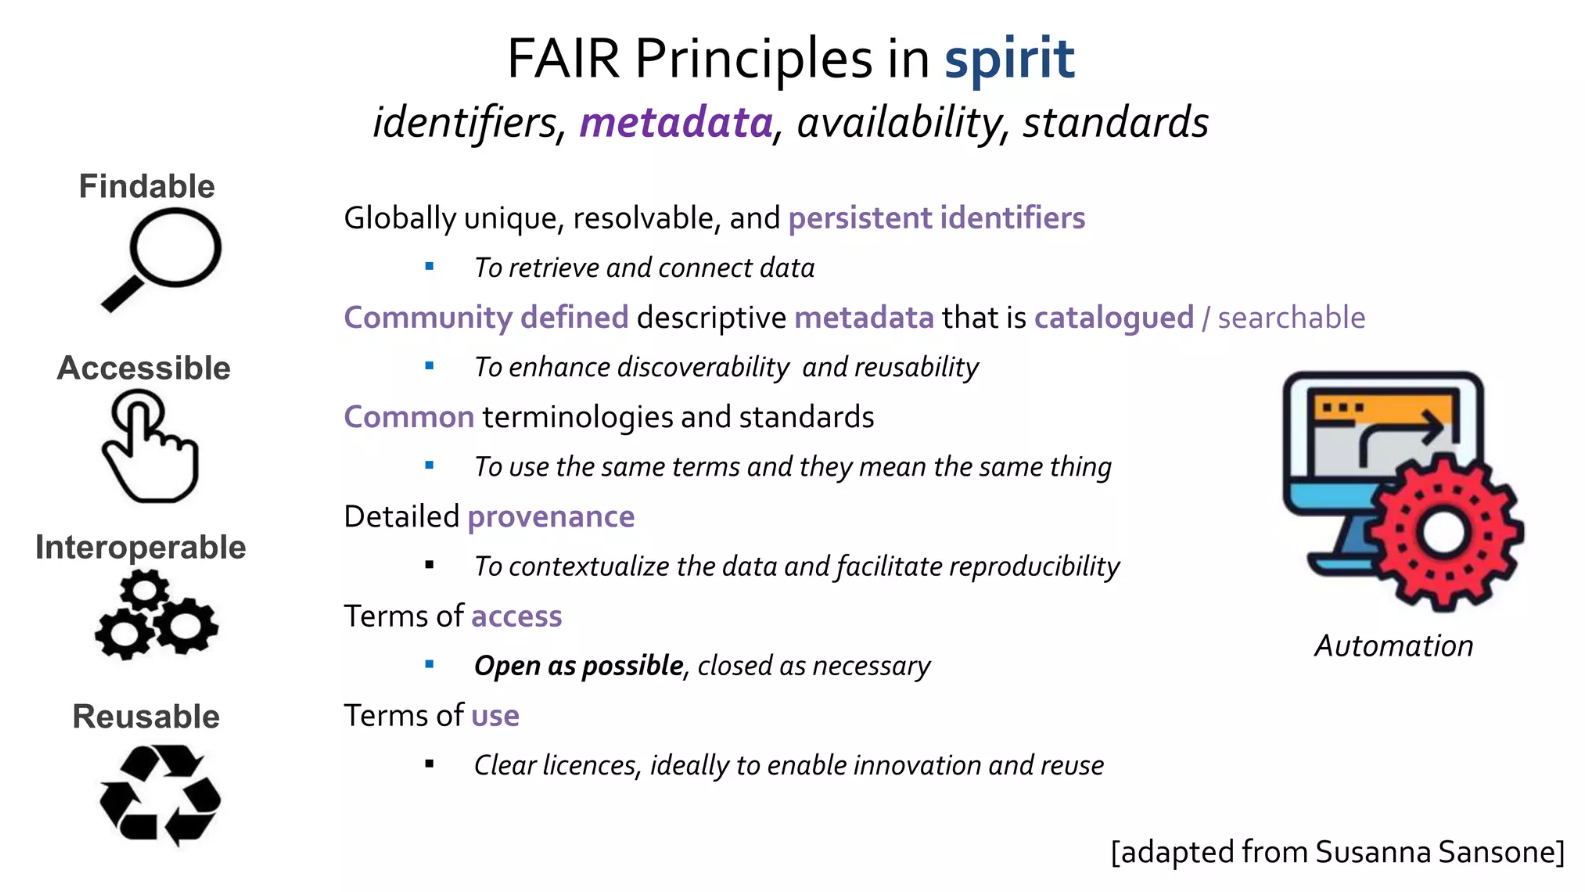 FAIR Principles in spirit
identifiers, metadata, availability, standards
Findable
Accessible
Interoperable
Reusable
Globally unique, resolvable, and persistent identifiers
▪ To retrieve and connect data
Community defined descriptive metadata that is catalogued / searchable
▪ To enhance discoverability and reusability
Common terminologies and standards
▪ To use the same terms and they mean the same thing
Detailed provenance
▪ To contextualize the data and facilitate reproducibility
Terms of access
▪ Open as possible, closed as necessary
Terms of use
▪ Clear licences, ideally to enable innovation and reuse
Automation
[adapted from Susanna Sansone]